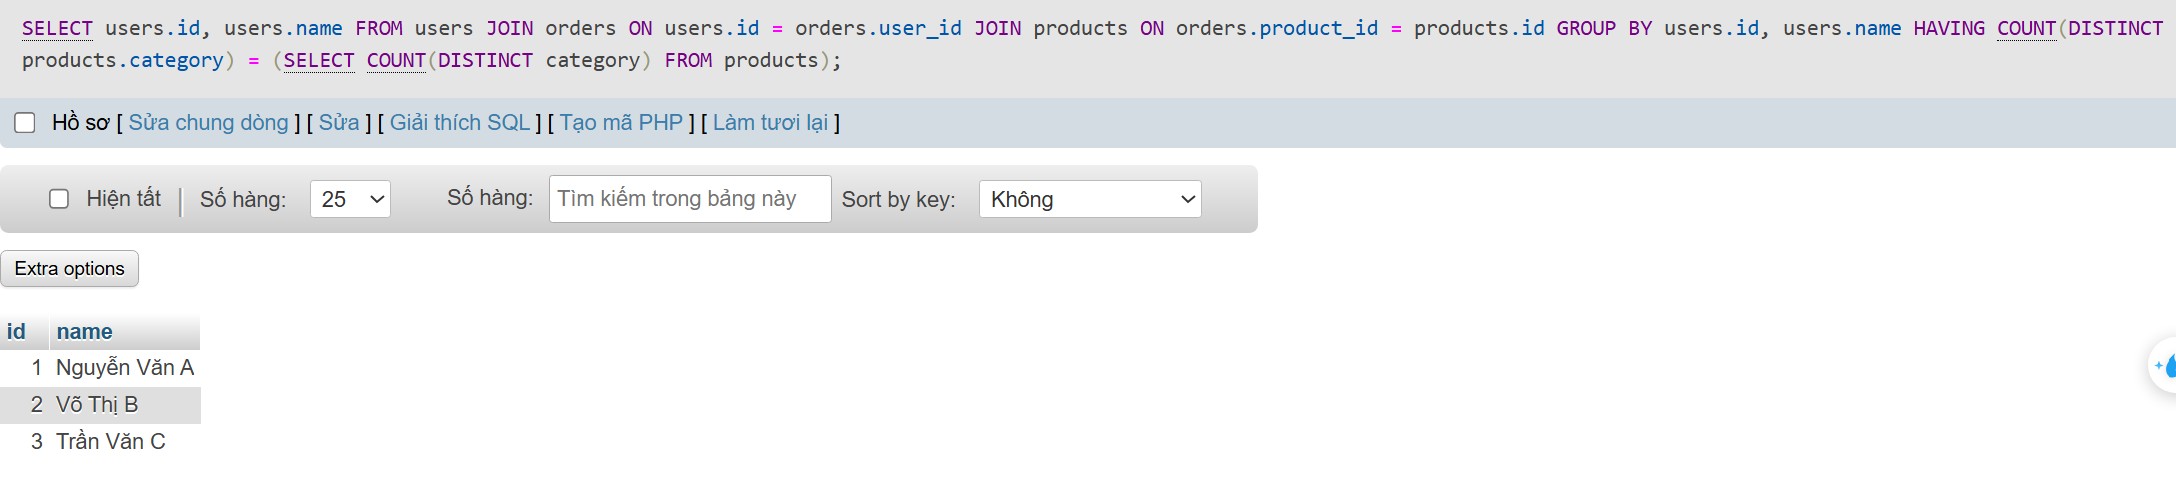 SELECT users.id, users.name FROM users JOIN orders ON users.id = orders.user_id JOIN products ON orders.product_id = products.id GROUP BY users.id, users.name HAVING COUNT(DISTINCT
products.category) = (SELECT COUNT(DISTINCT category) FROM products);
Hồ sơ [ Sửa chung dòng ] [ Sửa ] [ Giải thích SQL ] [ Tạo mã PHP ] [ Làm tươi lại ]
Hiện tất | Số hàng: 25 Số hàng: Tìm kiếm trong bảng này Sort by key: Không
Extra options
id name
1 Nguyễn Văn A
2 Võ Thị B
3 Trần Văn C